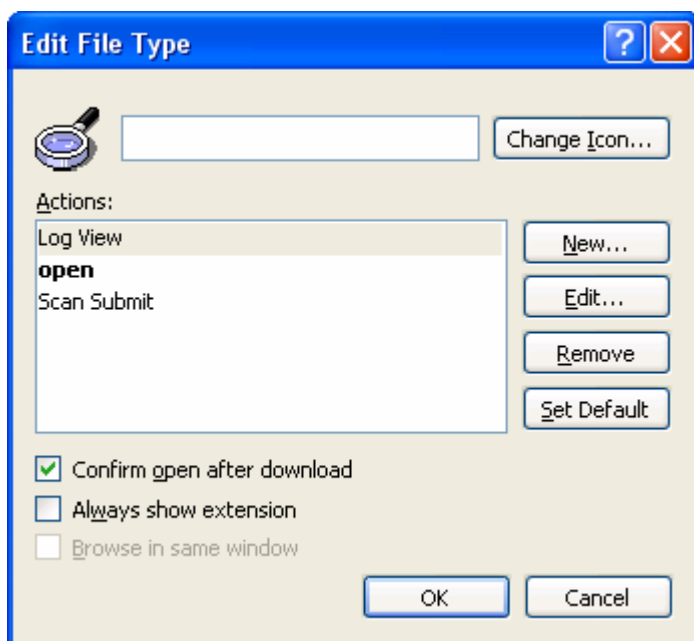 Edit File Type
?
Change Icon...
Actions:
Log View
open
Scan Submit
New...
Edit...
Remove
Set Default
Confirm open after download
Always show extension
Browse in same window
OK
Cancel